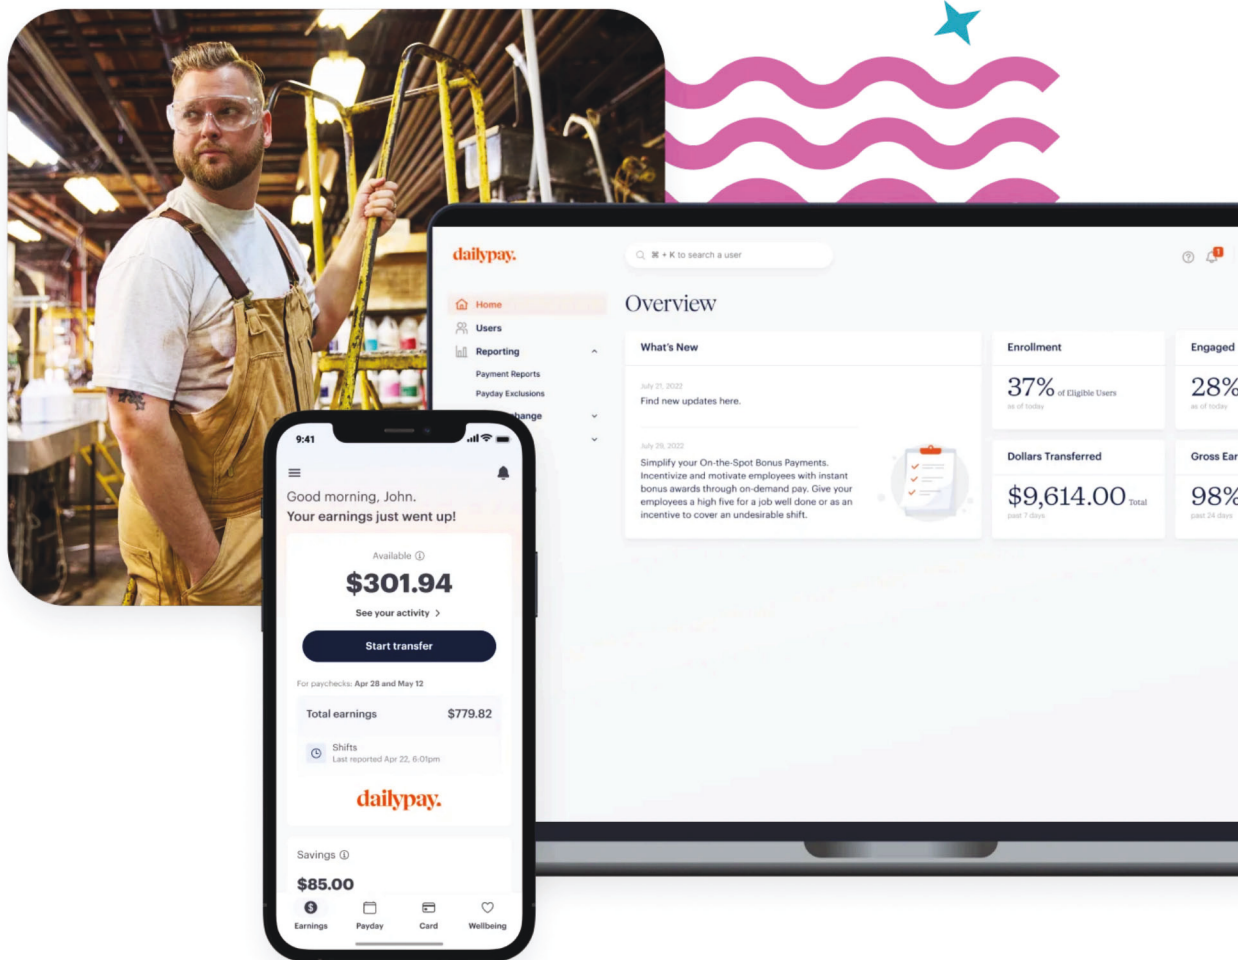 dailypay.
⌘ + K to search a user
1
Home
Users
Reporting
Payment Reports
Payday Exclusions
hange
Overview
What's New
July 21, 2022
Find new updates here.
July 29, 2022
Simplify your On-the-Spot Bonus Payments.
Incentivize and motivate employees with instant
bonus awards through on-demand pay. Give your
employees a high five for a job well done or as an
incentive to cover an undesirable shift.
Enrollment
37% of Eligible Users
as of today
Engaged
28%
as of today
Dollars Transferred
$9,614.00 Total
past 7 days
Gross Ear
98%
past 24 days
9:41
Good morning, John.
Your earnings just went up!
Available
$301.94
See your activity >
Start transfer
For paychecks: Apr 28 and May 12
Total earnings $779.82
Shifts
Last reported Apr 22, 6:01pm
dailypay.
Savings
$85.00
Earnings Payday Card Wellbeing